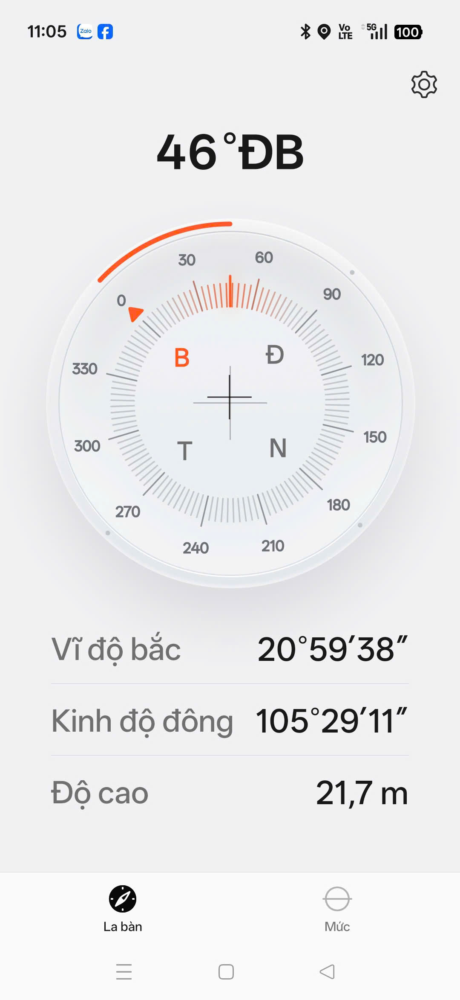 11:05 Zalo Vo LTE 5G 100
46°ĐB
30 60
0 90
B Đ
330 120
T N
300 150
270 180
240 210
Vĩ độ bắc 20°59′38″
Kinh độ đông 105°29′11″
Độ cao 21,7 m
La bàn Mức